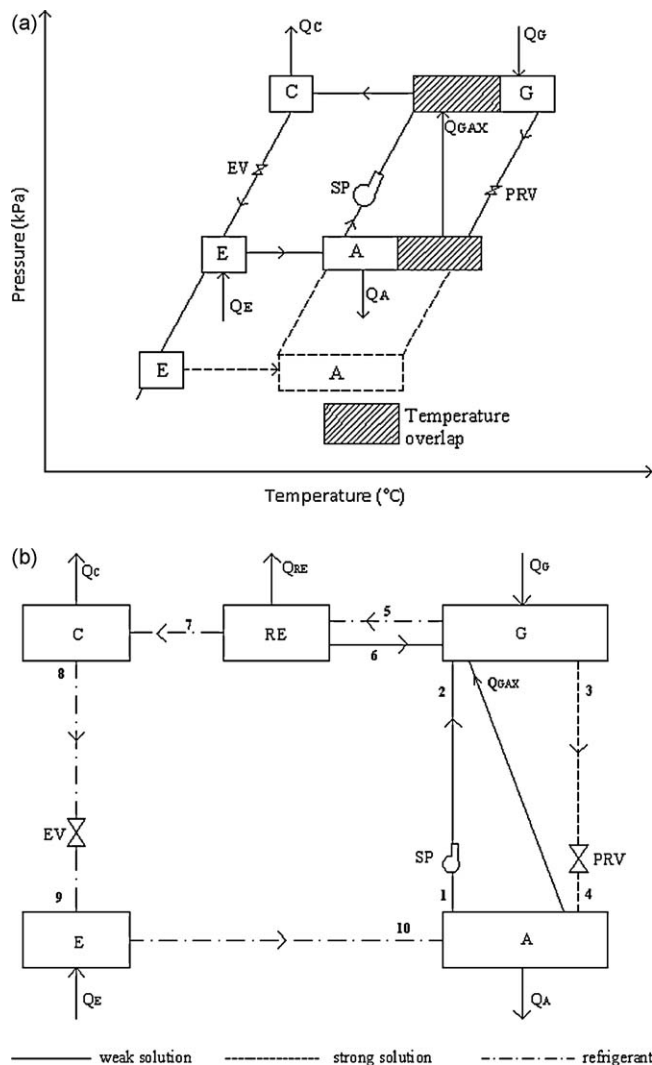 (a)
Qc
QG
C
G
QGAX
EV
SP
PRV
E
A
QE
QA
E
A
Temperature
overlap
Pressure (kPa)
Temperature (°C)
(b)
Qc
QRE
QG
C
7
RE
5
6
G
8
2
QGAX
3
EV
SP
PRV
9
1
4
E
10
A
QE
QA
weak solution
strong solution
refrigerant